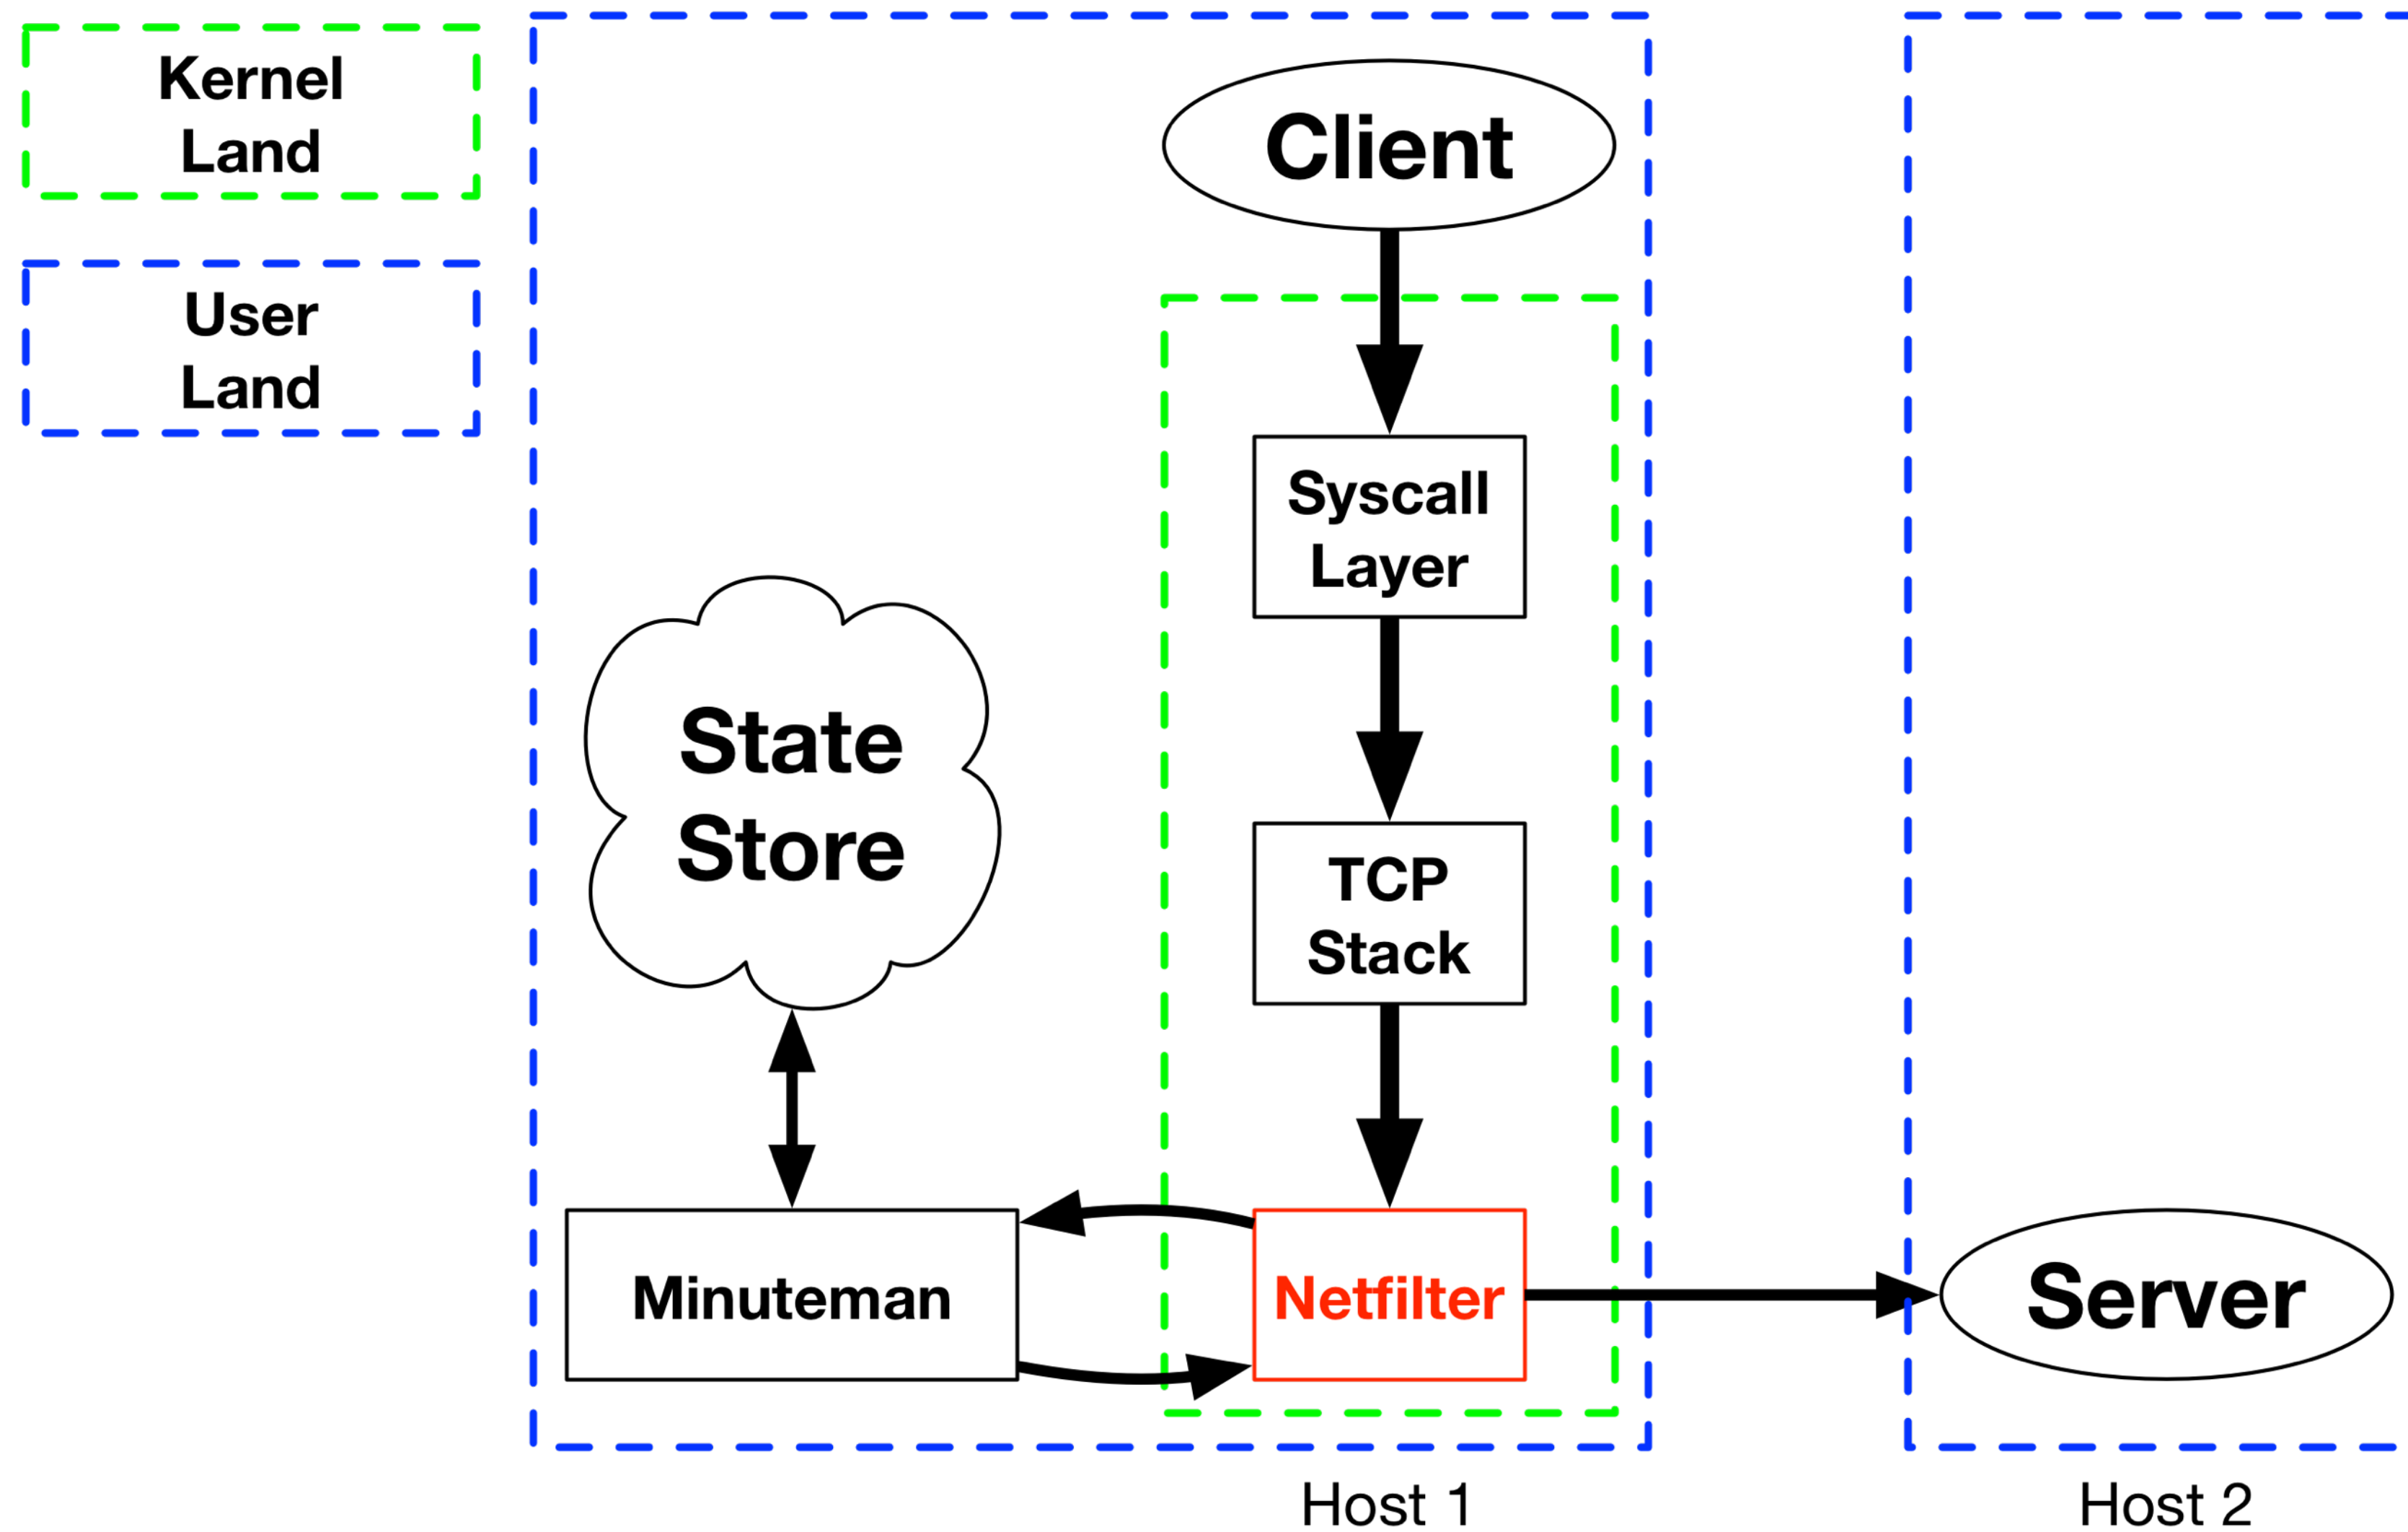 Kernel
Land
User
Land
Client
Syscall
Layer
State
Store
TCP
Stack
Minuteman
Netfilter
Server
Host 1
Host 2